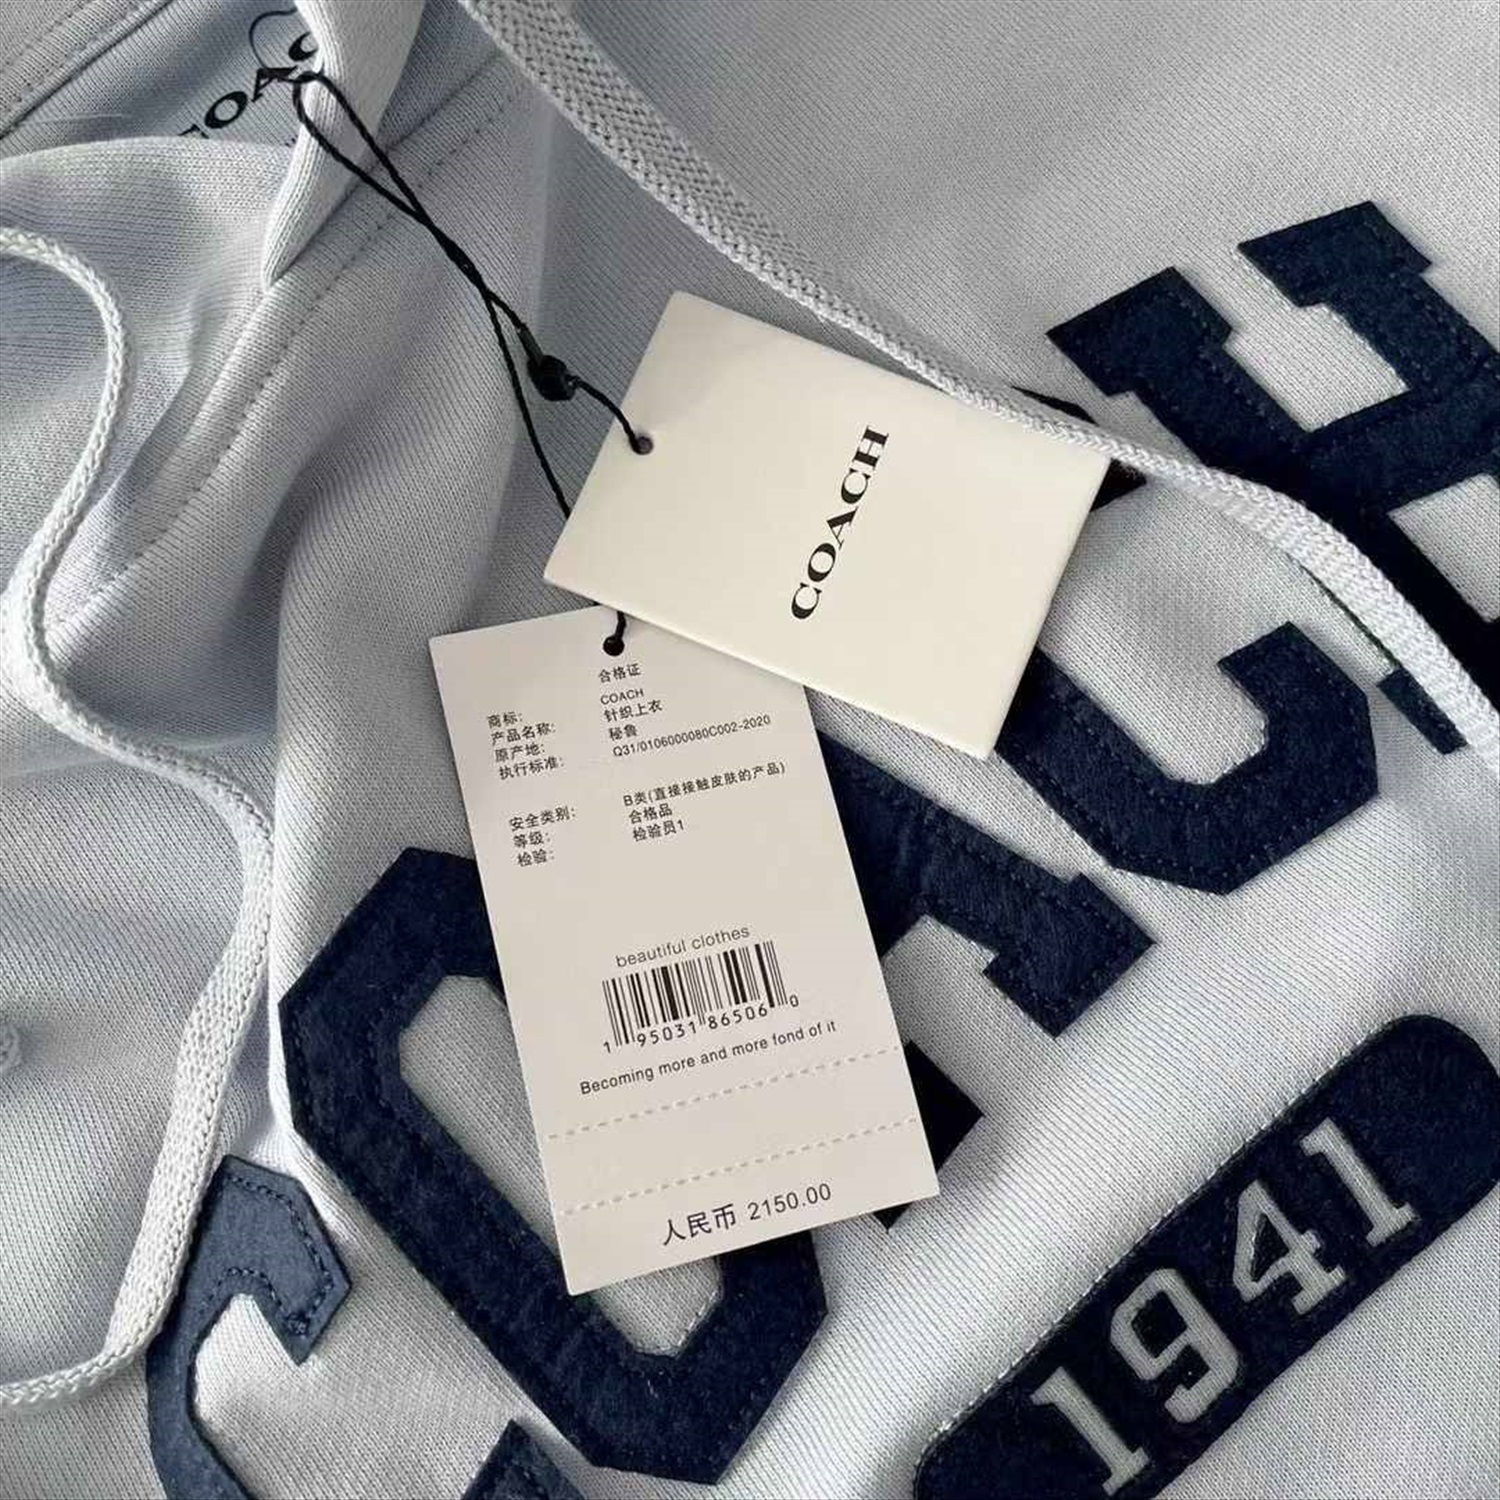 COACH
COACH
合格证
商标: COACH
产品名称: 针织上衣
原产地: 秘鲁
执行标准: Q31/0106000080C002-2020
安全类别: B类(直接接触皮肤的产品)
等级: 合格品
检验: 检验员1
beautiful clothes
1 95031 86506 0
Becoming more and more fond of it
人民币 2150.00
COACH
1941